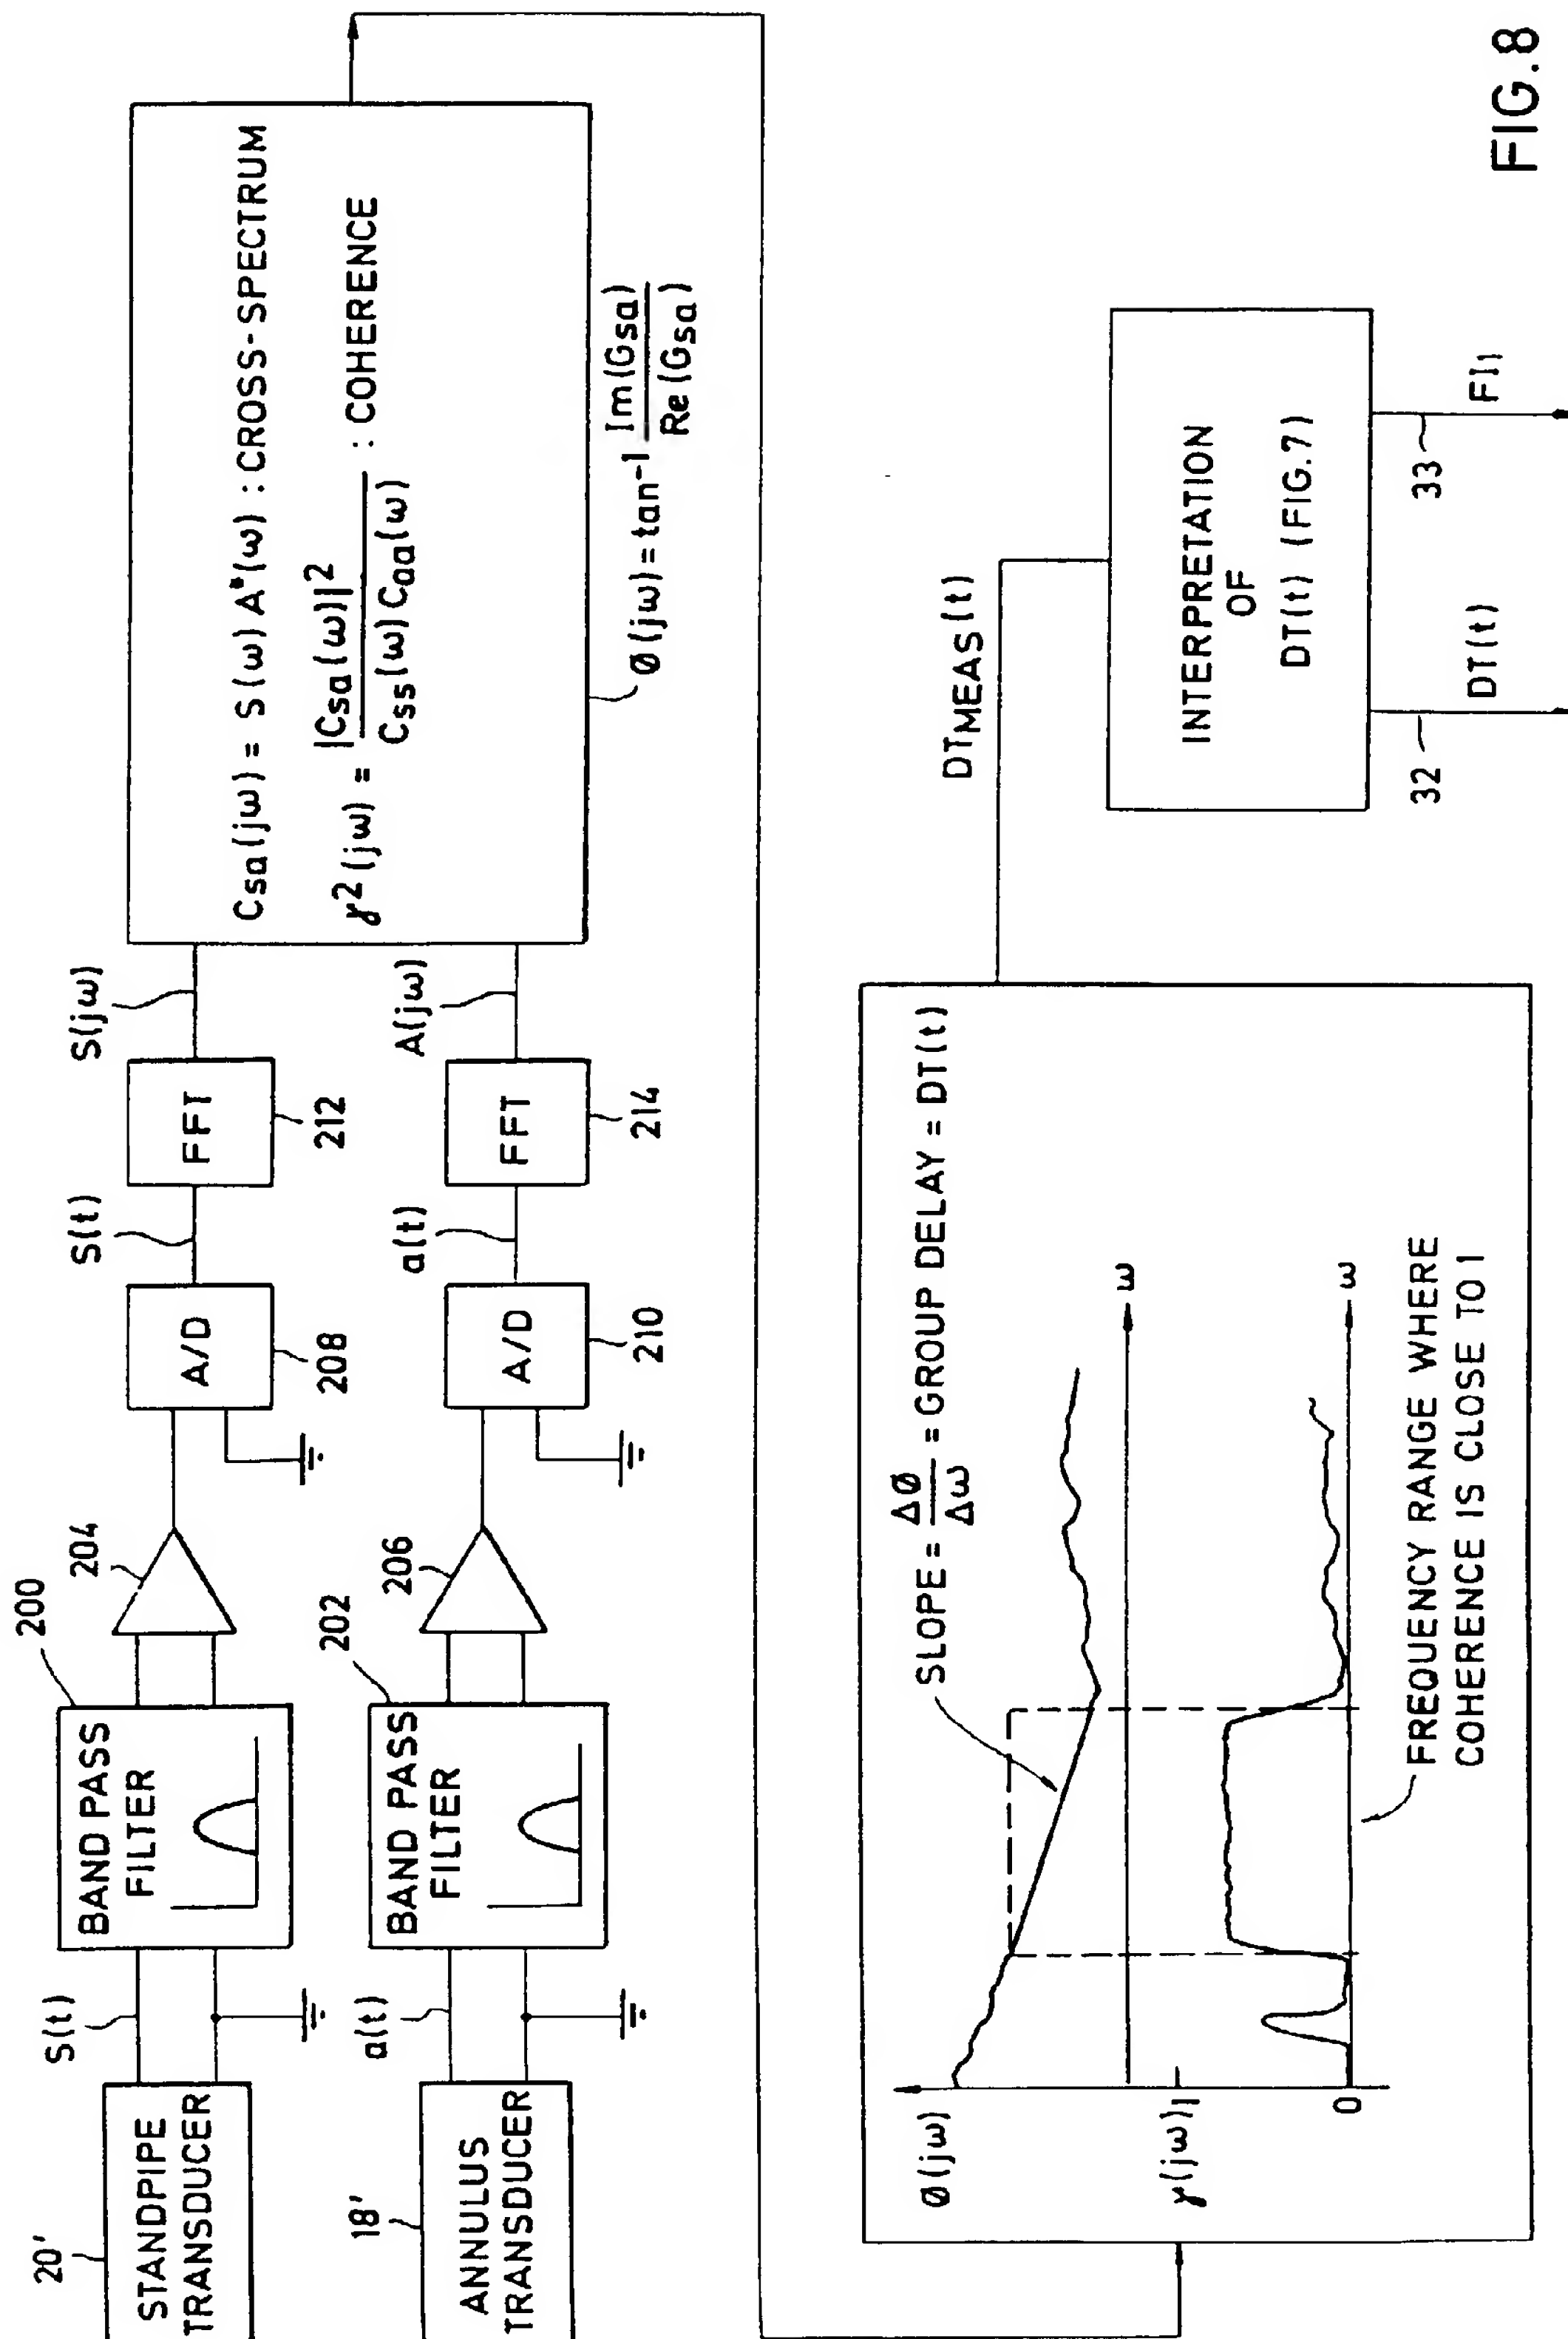 20'
STANDPIPE
TRANSDUCER
S(t)
200
BAND PASS
FILTER
204
A/D
208
S(t)
FFT
212
S(jω)
18'
ANNULUS
TRANSDUCER
a(t)
202
BAND PASS
FILTER
206
A/D
210
a(t)
FFT
214
A(jω)
Csa(jω) = S(ω) A*(ω) : CROSS-SPECTRUM
γ²(jω) = |Csa(ω)|² / Css(ω) Caa(ω) : COHERENCE
Ø(jω) = tan⁻¹ Im(Gsa) / Re(Gsa)
Ø(jω)
SLOPE = ΔØ / Δω = GROUP DELAY = DT(t)
ω
γ(jω)
1
0
ω
FREQUENCY RANGE WHERE
COHERENCE IS CLOSE TO 1
DTMEAS(t)
INTERPRETATION
OF
DT(t) (FIG.7)
32
DT(t)
33
FI1
FIG.8